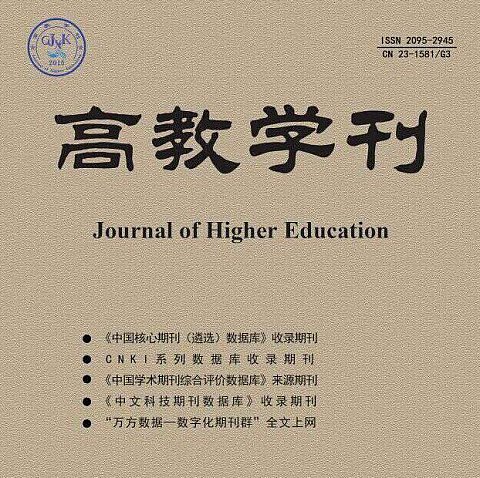 GJXK
2015
ISSN 2095-2945
CN 23-1581/G3
高教学刊
Journal of Higher Education
● 《中国核心期刊（遴选）数据库》收录期刊
● CNKI系列数据库收录期刊
● 《中国学术期刊综合评价数据库》来源期刊
● 《中文科技期刊数据库》收录期刊
● “万方数据—数字化期刊群”全文上网